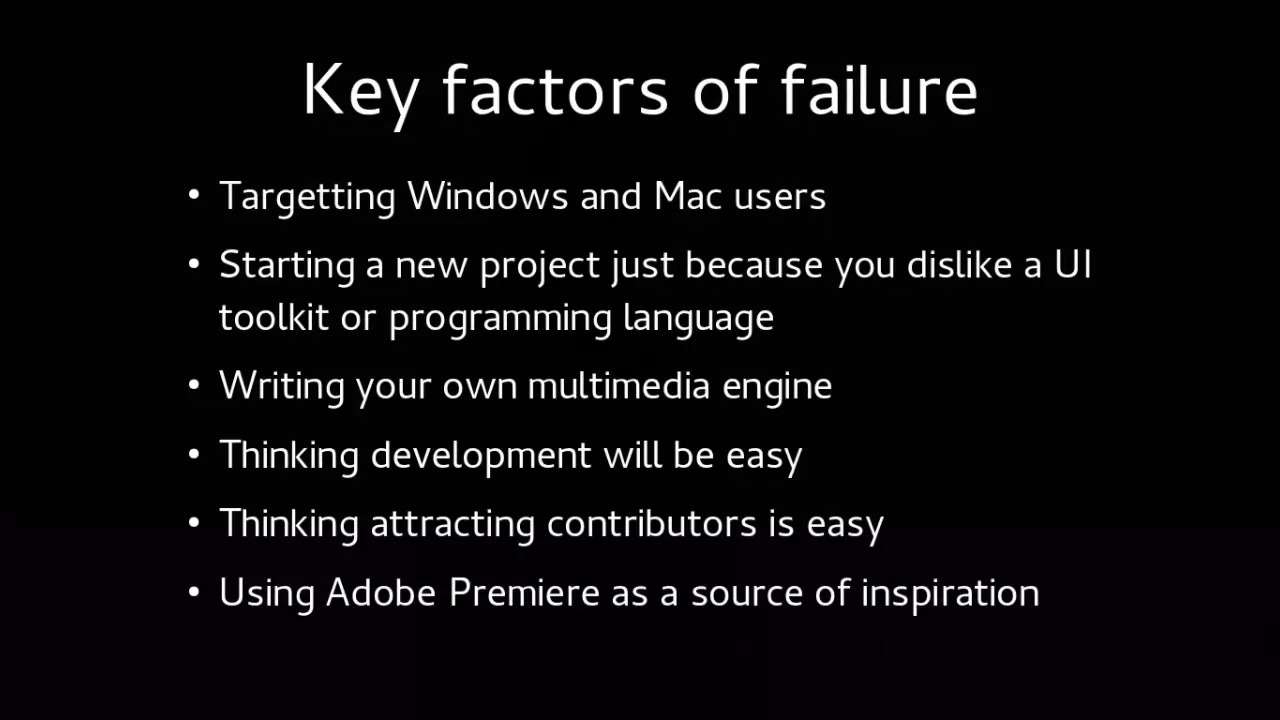 Key factors of failure
• Targetting Windows and Mac users
• Starting a new project just because you dislike a UI
toolkit or programming language
• Writing your own multimedia engine
• Thinking development will be easy
• Thinking attracting contributors is easy
• Using Adobe Premiere as a source of inspiration